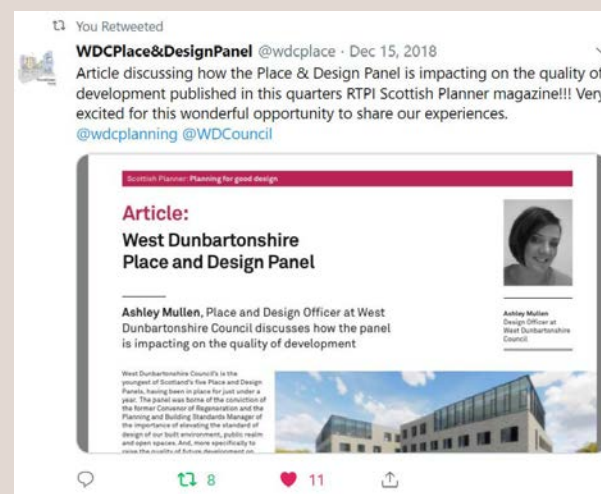 You Retweeted
WDCPlace&DesignPanel @wdcplace · Dec 15, 2018
Article discussing how the Place & Design Panel is impacting on the quality of
development published in this quarters RTPI Scottish Planner magazine!!! Very
excited for this wonderful opportunity to share our experiences.
@wdcplanning @WDCouncil
Scottish Planner: Planning for good design
Article:
West Dunbartonshire
Place and Design Panel
Ashley Mullen, Place and Design Officer at West
Dunbartonshire Council discusses how the panel
is impacting on the quality of development
Ashley Mullen
Design Officer at
West Dunbartonshire
Council
West Dunbartonshire Council's is the
youngest of Scotland's five Place and Design
Panels, having been in place for just under a
year. The panel was borne of the conviction of
the former Convenor of Regeneration and the
Planning and Building Standards Manager of
the importance of elevating the standard of
design of our built environment, public realm
and open spaces. And, more specifically to
raise the quality of future development on
8
11